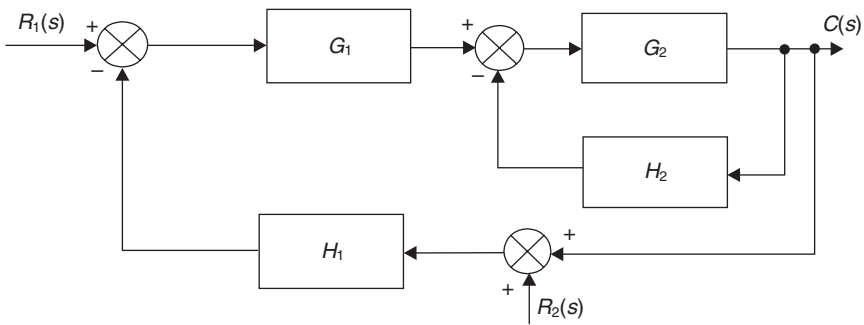 R₁(s)
+
−
G₁
+
−
G₂
C(s)
H₂
H₁
+
+
R₂(s)